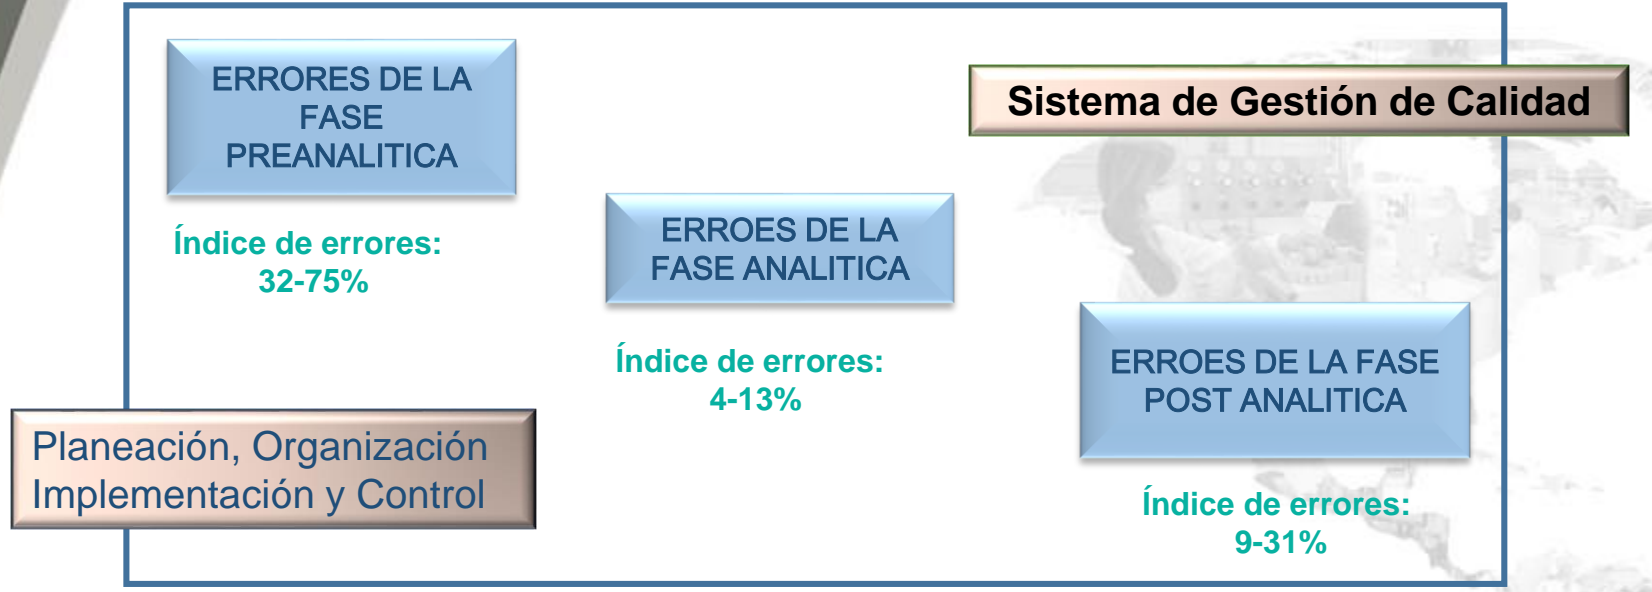 ERRORES DE LA
FASE
PREANALITICA
Índice de errores:
32-75%
Sistema de Gestión de Calidad
ERROES DE LA
FASE ANALITICA
Índice de errores:
4-13%
ERROES DE LA FASE
POST ANALITICA
Índice de errores:
9-31%
Planeación, Organización
Implementación y Control